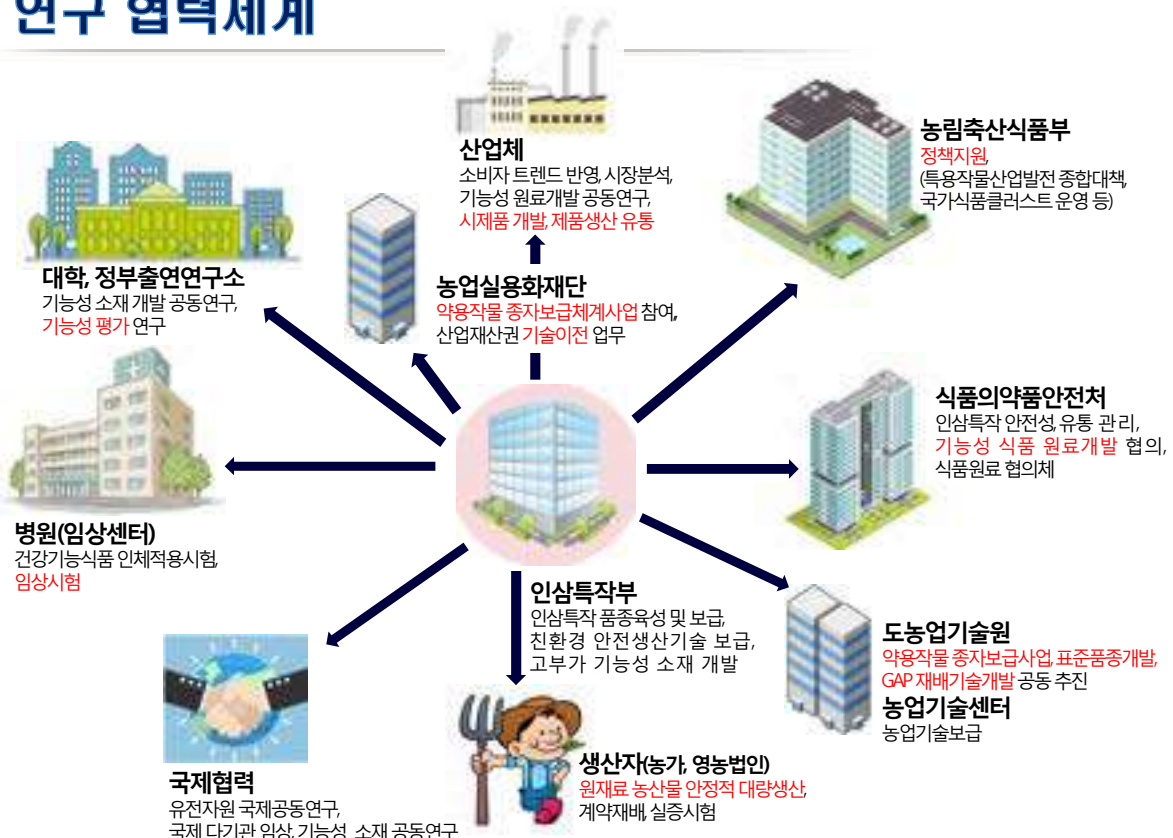 연구 협력체계
산업체
소비자 트렌드 반영, 시장분석,
기능성 원료개발 공동연구,
시제품 개발, 제품생산 유통
농림축산식품부
정책지원,
(특용작물산업발전 종합대책,
국가식품클러스트 운영 등)
대학, 정부출연연구소
기능성 소재 개발 공동연구,
기능성 평가 연구
농업실용화재단
약용작물 종자보급체계사업 참여,
산업재산권 기술이전 업무
식품의약품안전처
인삼특작 안전성, 유통 관리,
기능성 식품 원료개발 협의,
식품원료 협의체
병원(임상센터)
건강기능식품 인체적용시험,
임상시험
인삼특작부
인삼특작 품종육성 및 보급,
친환경 안전생산기술 보급,
고부가 기능성 소재 개발
도농업기술원
약용작물 종자보급사업, 표준품종개발,
GAP 재배기술개발 공동 추진
농업기술센터
농업기술보급
생산자(농가, 영농법인)
원재료 농산물 안정적 대량생산,
계약재배, 실증시험
국제협력
유전자원 국제공동연구,
국제 다기관 임상, 기능성 소재 공동연구